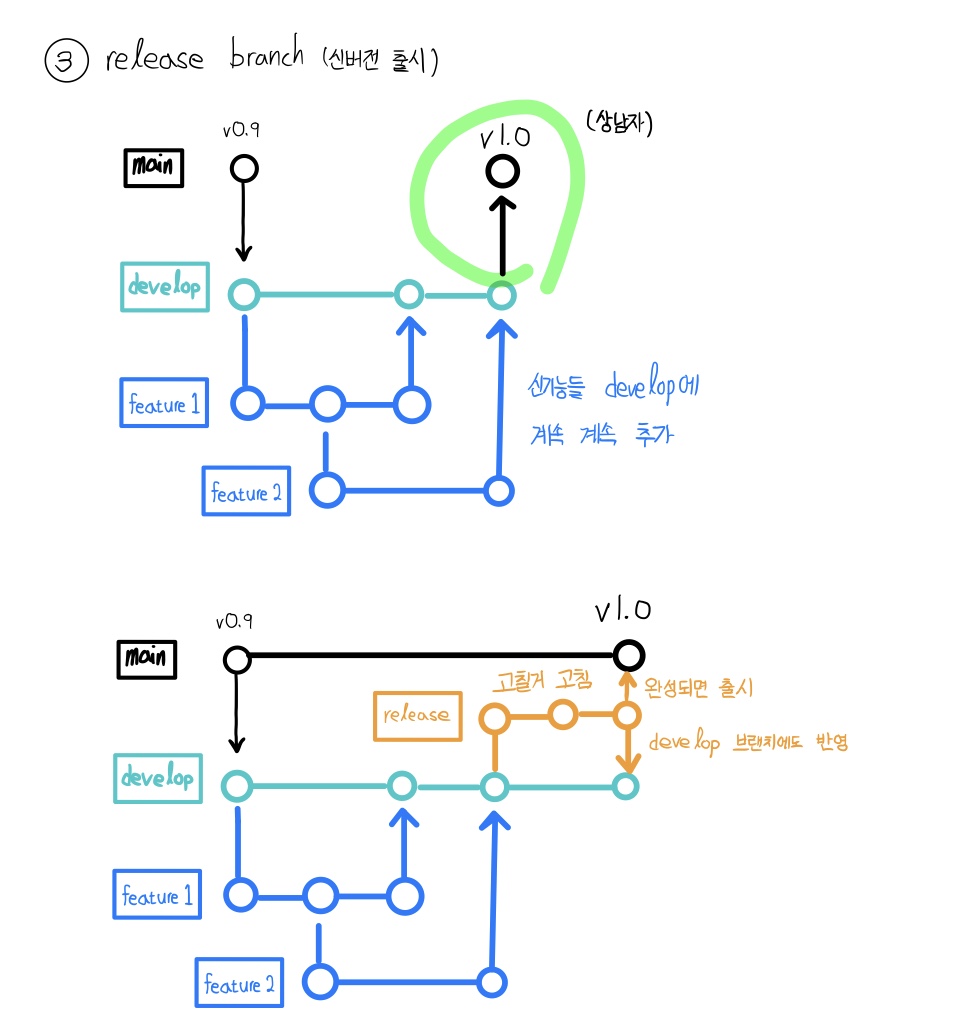 ③ release branch (신버전 출시)
(상남자)
v0.9
v1.0
main
develop
feature 1
신기능들 develop에
계속 계속 추가
feature 2
v0.9
v1.0
main
고칠거 고침
완성되면 출시
release
develop 브랜치에도 반영
develop
feature 1
feature 2